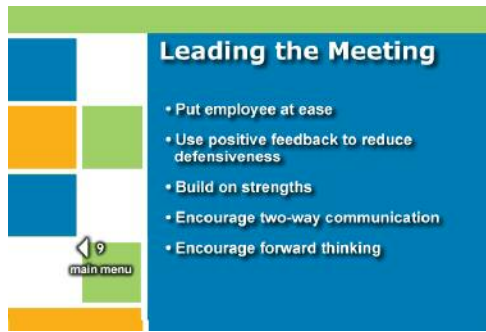 Leading the Meeting
• Put employee at ease
• Use positive feedback to reduce
defensiveness
• Build on strengths
• Encourage two-way communication
• Encourage forward thinking
9
main menu